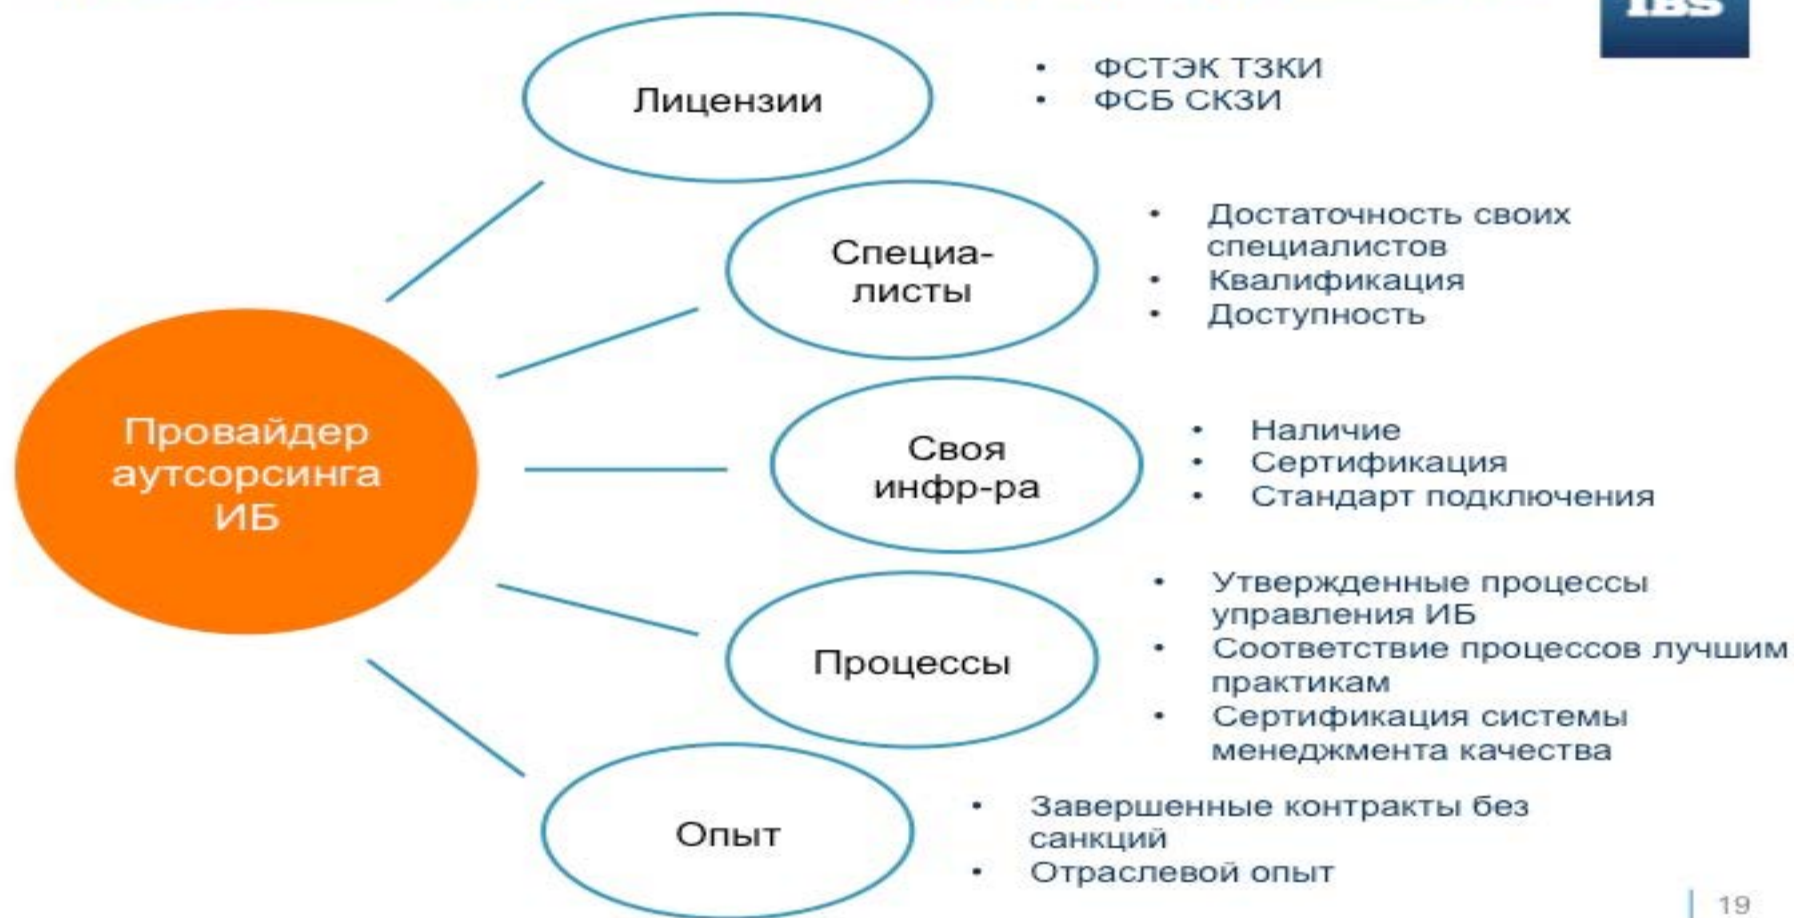 IBS
Лицензии
• ФСТЭК ТЗКИ
• ФСБ СКЗИ
Специа-
листы
• Достаточность своих
специалистов
• Квалификация
• Доступность
Провайдер
аутсорсинга
ИБ
Своя
инфр-ра
• Наличие
• Сертификация
• Стандарт подключения
Процессы
• Утвержденные процессы
управления ИБ
• Соответствие процессов лучшим
практикам
• Сертификация системы
менеджмента качества
Опыт
• Завершенные контракты без
санкций
• Отраслевой опыт
19